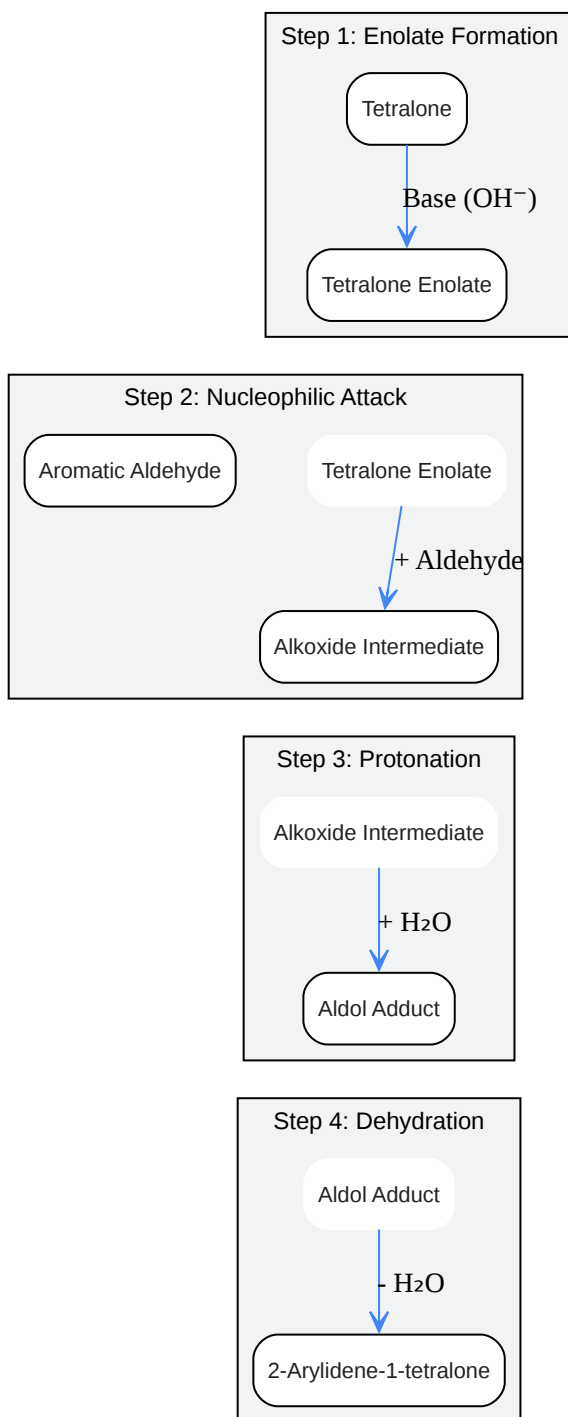 Step 1: Enolate Formation
Tetralone
Base (OH⁻)
Tetralone Enolate
Step 2: Nucleophilic Attack
Aromatic Aldehyde
Tetralone Enolate
+ Aldehyde
Alkoxide Intermediate
Step 3: Protonation
Alkoxide Intermediate
+ H₂O
Aldol Adduct
Step 4: Dehydration
Aldol Adduct
- H₂O
2-Arylidene-1-tetralone